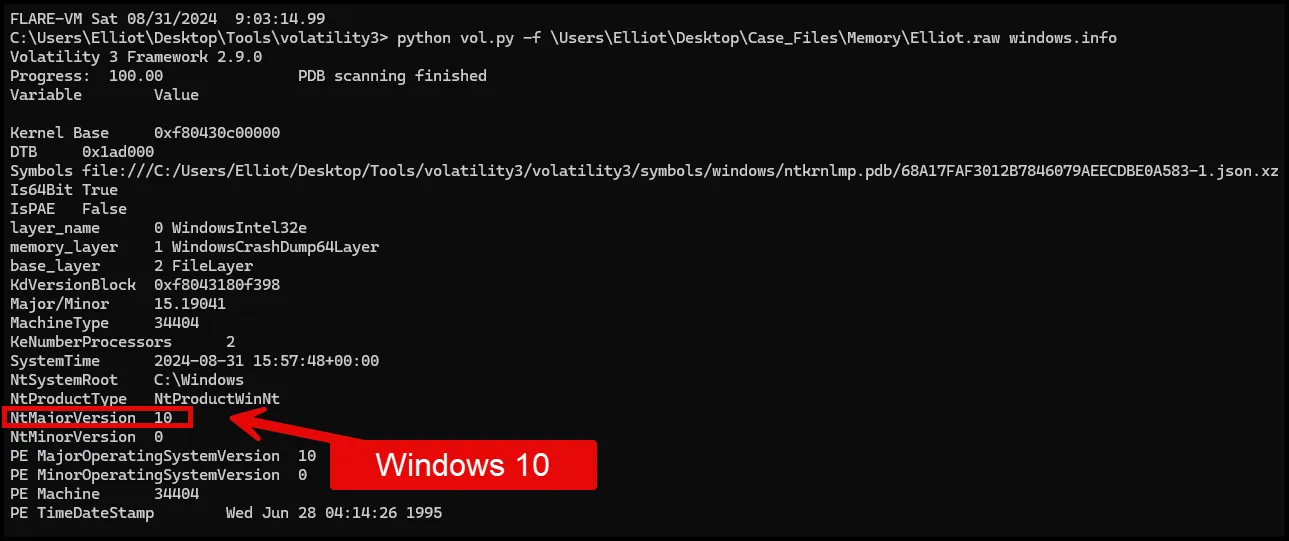 FLARE-VM Sat 08/31/2024  9:03:14.99
C:\Users\Elliot\Desktop\Tools\volatility3> python vol.py -f \Users\Elliot\Desktop\Case_Files\Memory\Elliot.raw windows.info
Volatility 3 Framework 2.9.0
Progress:  100.00               PDB scanning finished
Variable        Value
Kernel Base     0xf80430c00000
DTB     0x1ad000
Symbols file:///C:/Users/Elliot/Desktop/Tools/volatility3/volatility3/symbols/windows/ntkrnlmp.pdb/68A17FAF3012B7846079AEECDBE0A583-1.json.xz
Is64Bit True
IsPAE   False
layer_name      0 WindowsIntel32e
memory_layer    1 WindowsCrashDump64Layer
base_layer      2 FileLayer
KdVersionBlock  0xf8043180f398
Major/Minor     15.19041
MachineType     34404
KeNumberProcessors      2
SystemTime      2024-08-31 15:57:48+00:00
NtSystemRoot    C:\Windows
NtProductType   NtProductWinNt
NtMajorVersion  10
NtMinorVersion  0
PE MajorOperatingSystemVersion  10
PE MinorOperatingSystemVersion  0
PE Machine      34404
PE TimeDateStamp        Wed Jun 28 04:14:26 1995
Windows 10